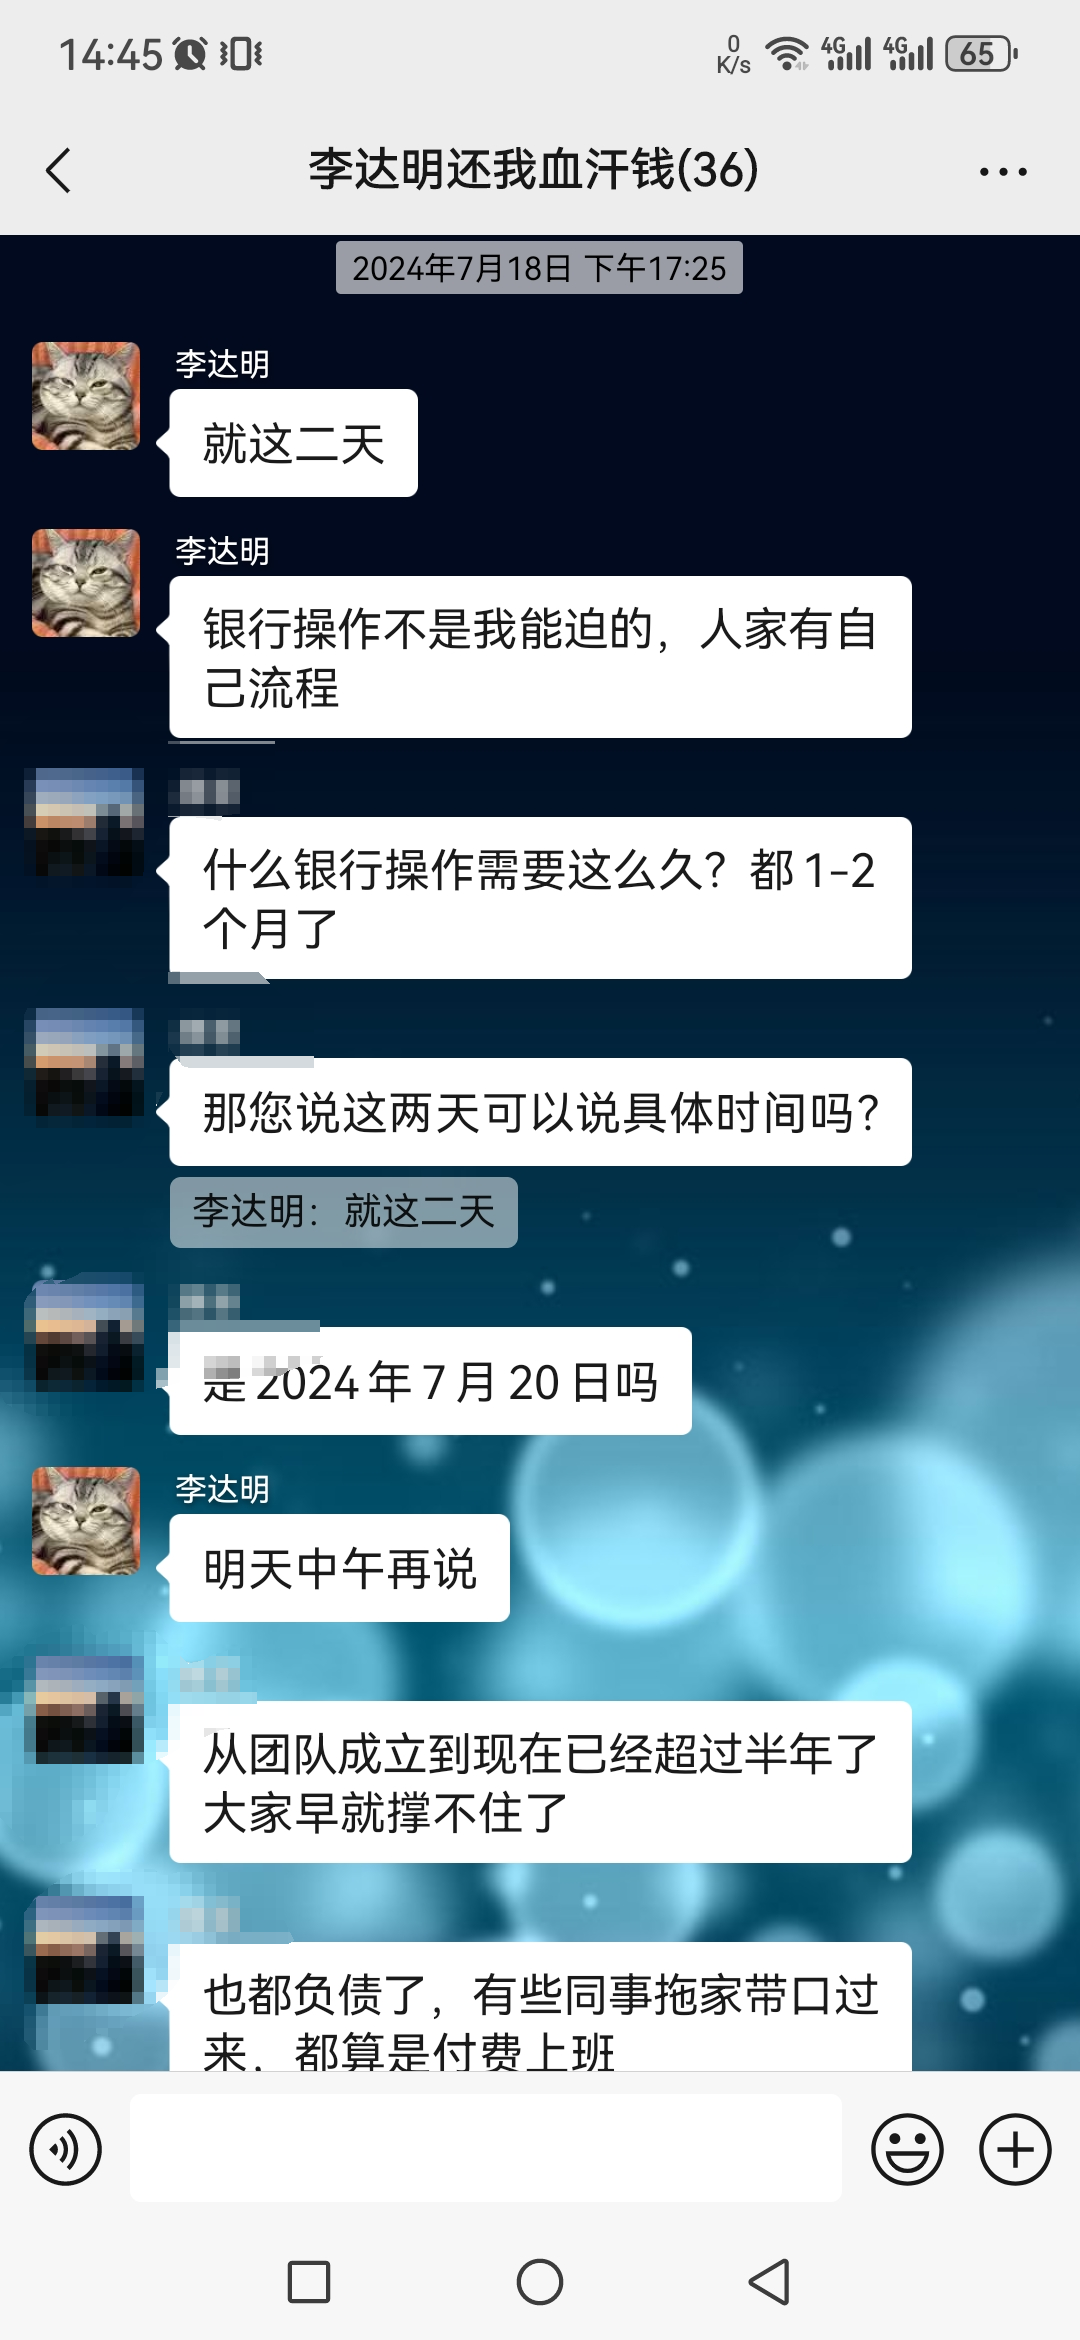 14:45
0
K/s
4G
4G
65
李达明还我血汗钱(36)
2024年7月18日 下午17:25
李达明
就这二天
李达明
银行操作不是我能迫的，人家有自
己流程
什么银行操作需要这么久？都1-2
个月了
那您说这两天可以说具体时间吗？
李达明：就这二天
是2024年7月20日吗
李达明
明天中午再说
从团队成立到现在已经超过半年了
大家早就撑不住了
也都负债了，有些同事拖家带口过
来，都算是付费上班